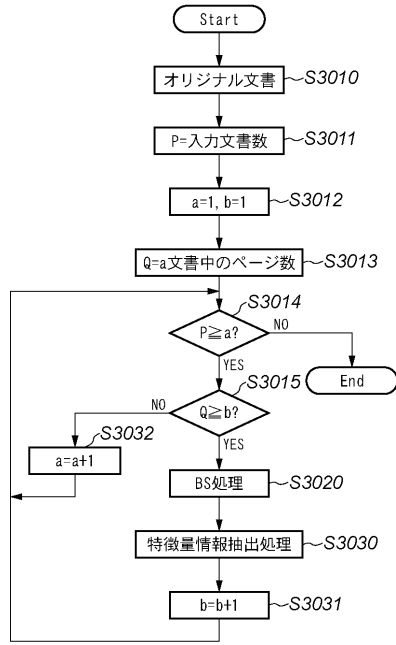 Start
オリジナル文書
S3010
P=入力文書数
S3011
a=1, b=1
S3012
Q=a文書中のページ数
S3013
S3014
P≧a?
NO
YES
End
S3015
Q≧b?
NO
YES
S3032
a=a+1
BS処理
S3020
特徴量情報抽出処理
S3030
b=b+1
S3031